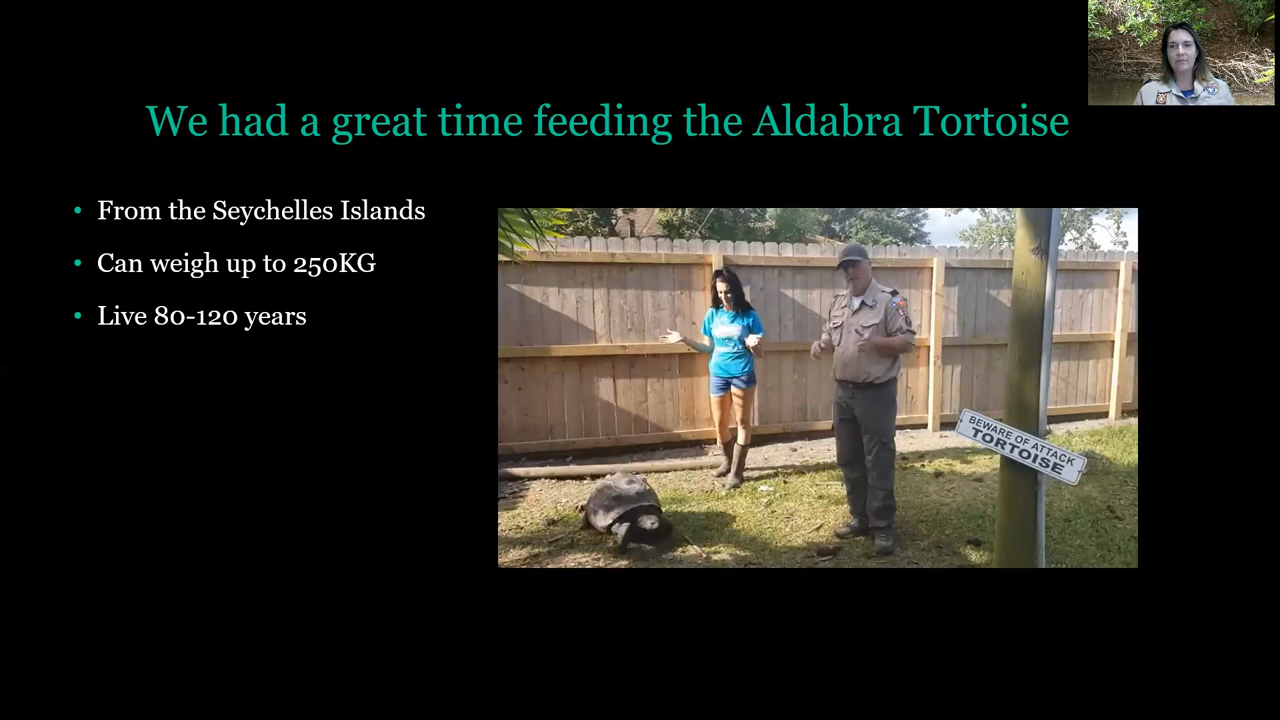 We had a great time feeding the Aldabra Tortoise
From the Seychelles Islands
Can weigh up to 250KG
Live 80-120 years
BEWARE OF ATTACK
TORTOISE